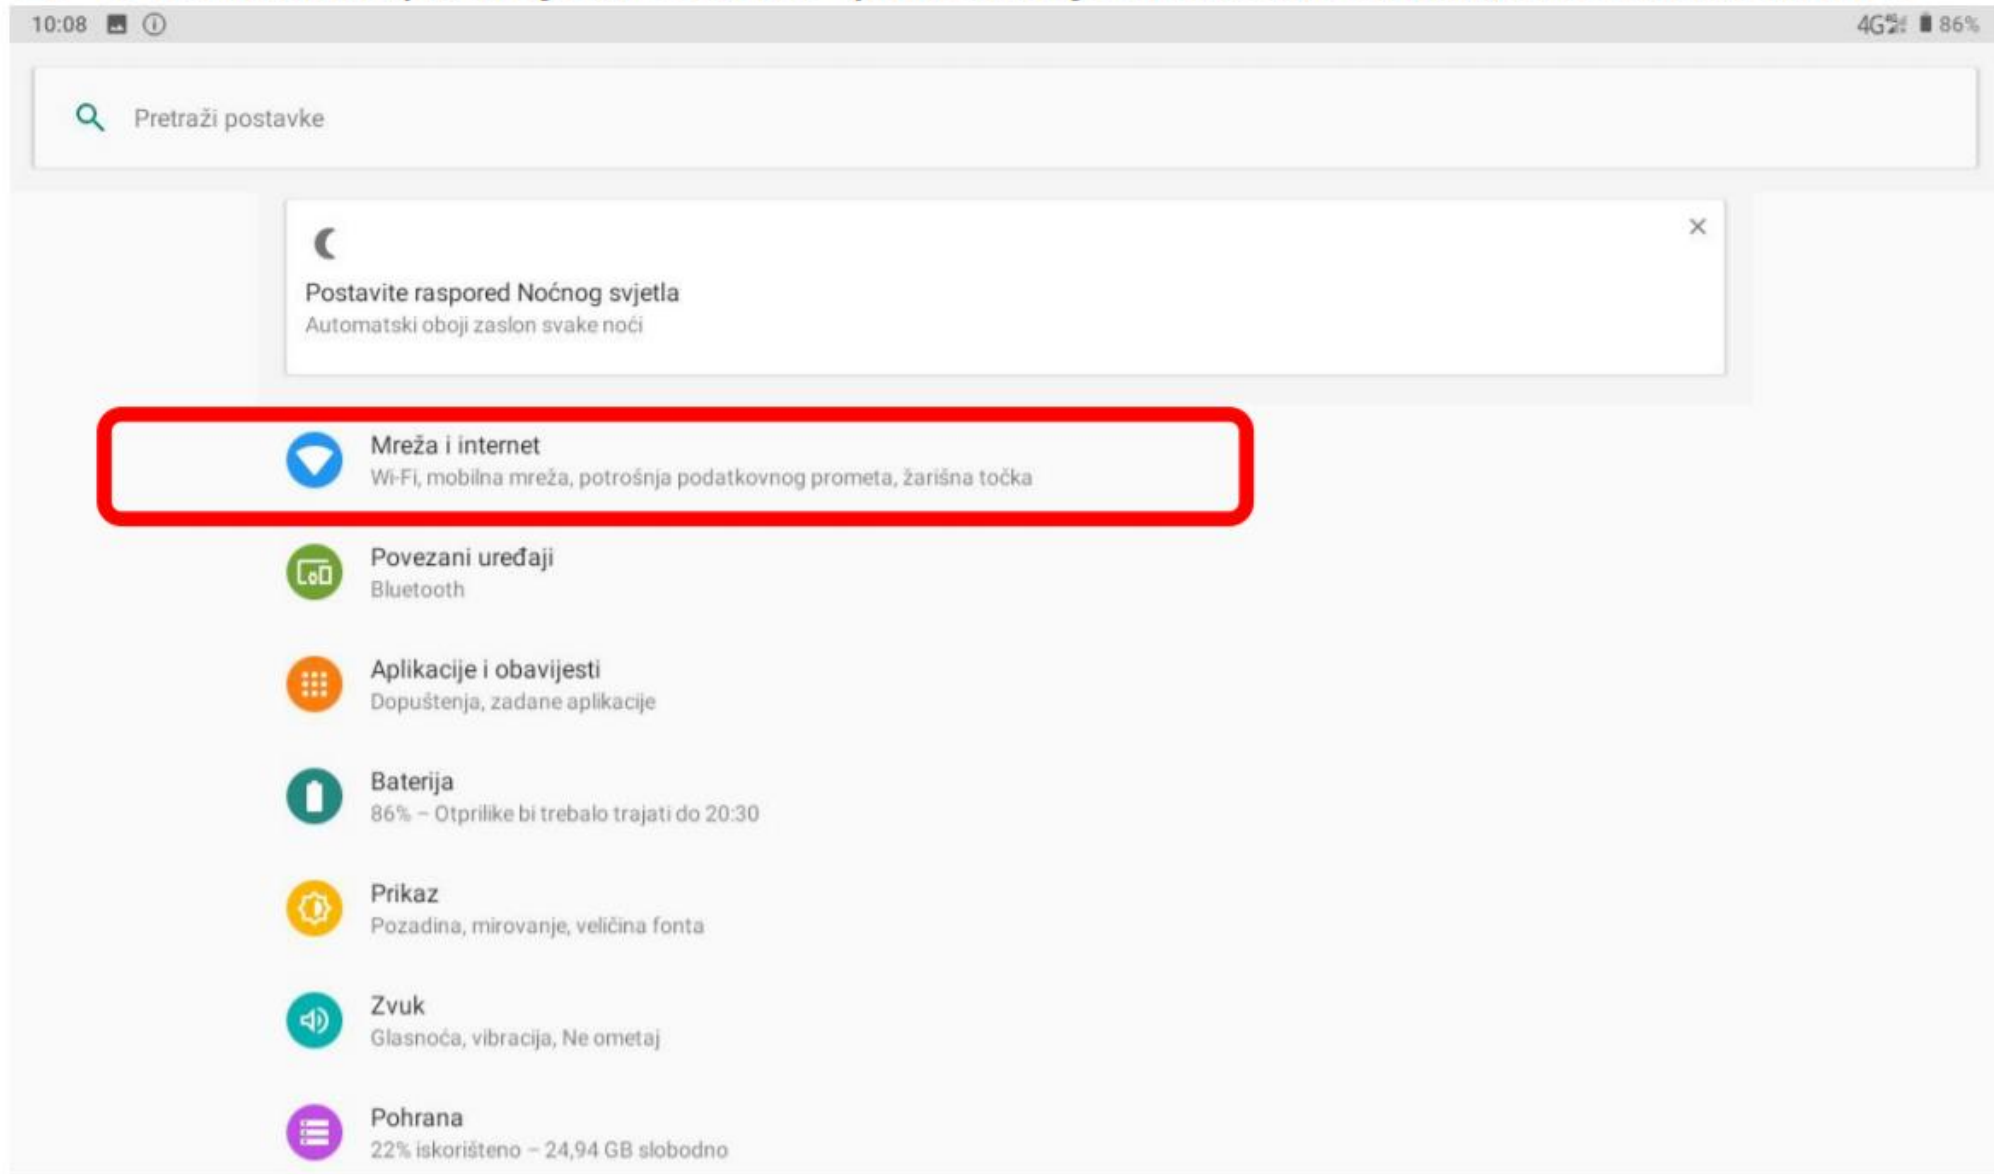 10:08
4G 86%
Pretraži postavke
Postavite raspored Noćnog svjetla
Automatski oboji zaslon svake noći
Mreža i internet
Wi-Fi, mobilna mreža, potrošnja podatkovnog prometa, žarišna točka
Povezani uređaji
Bluetooth
Aplikacije i obavijesti
Dopuštenja, zadane aplikacije
Baterija
86% – Otprilike bi trebalo trajati do 20:30
Prikaz
Pozadina, mirovanje, veličina fonta
Zvuk
Glasnoća, vibracija, Ne ometaj
Pohrana
22% iskorišteno – 24,94 GB slobodno